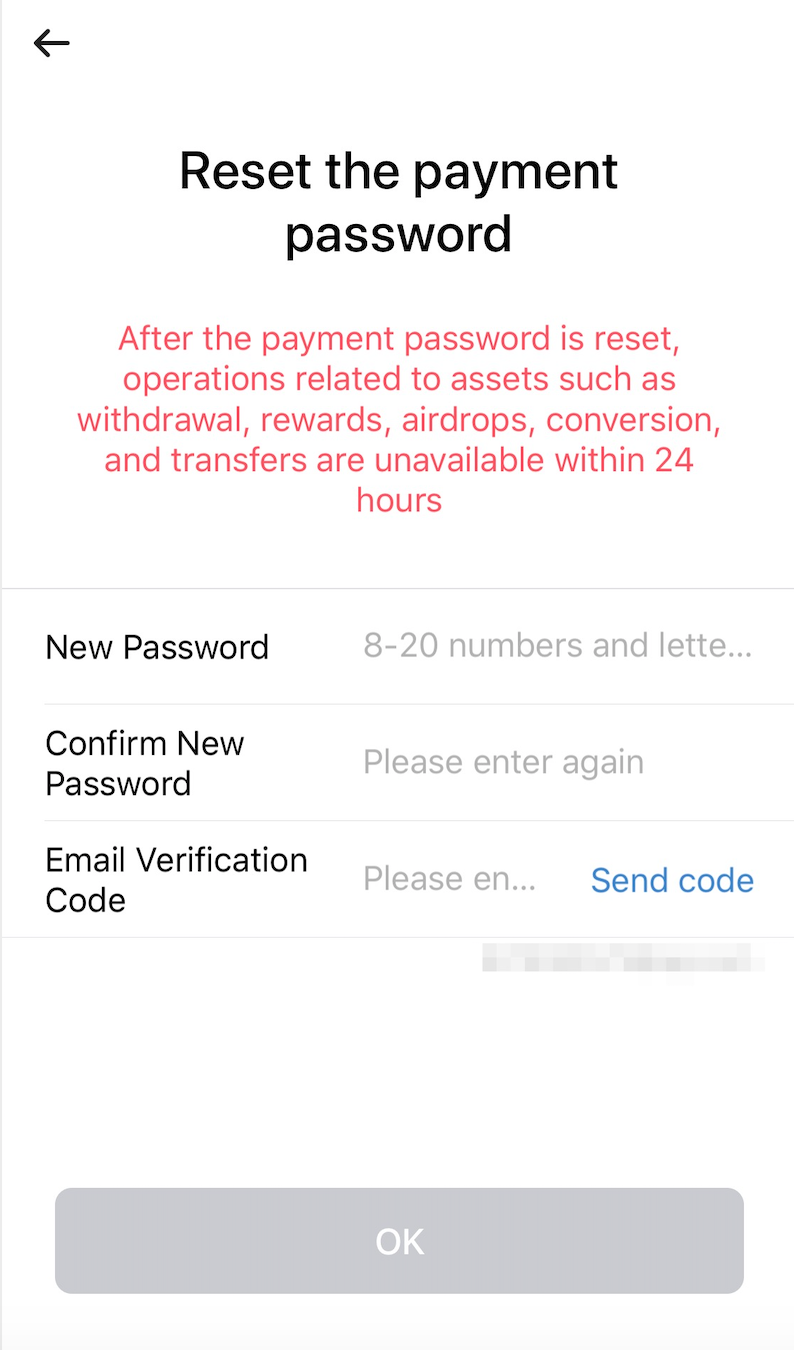 Reset the payment
password
After the payment password is reset,
operations related to assets such as
withdrawal, rewards, airdrops, conversion,
and transfers are unavailable within 24
hours
New Password 8-20 numbers and lette...
Confirm New
Password
Please enter again
Email Verification
Code
Please en... Send code
OK